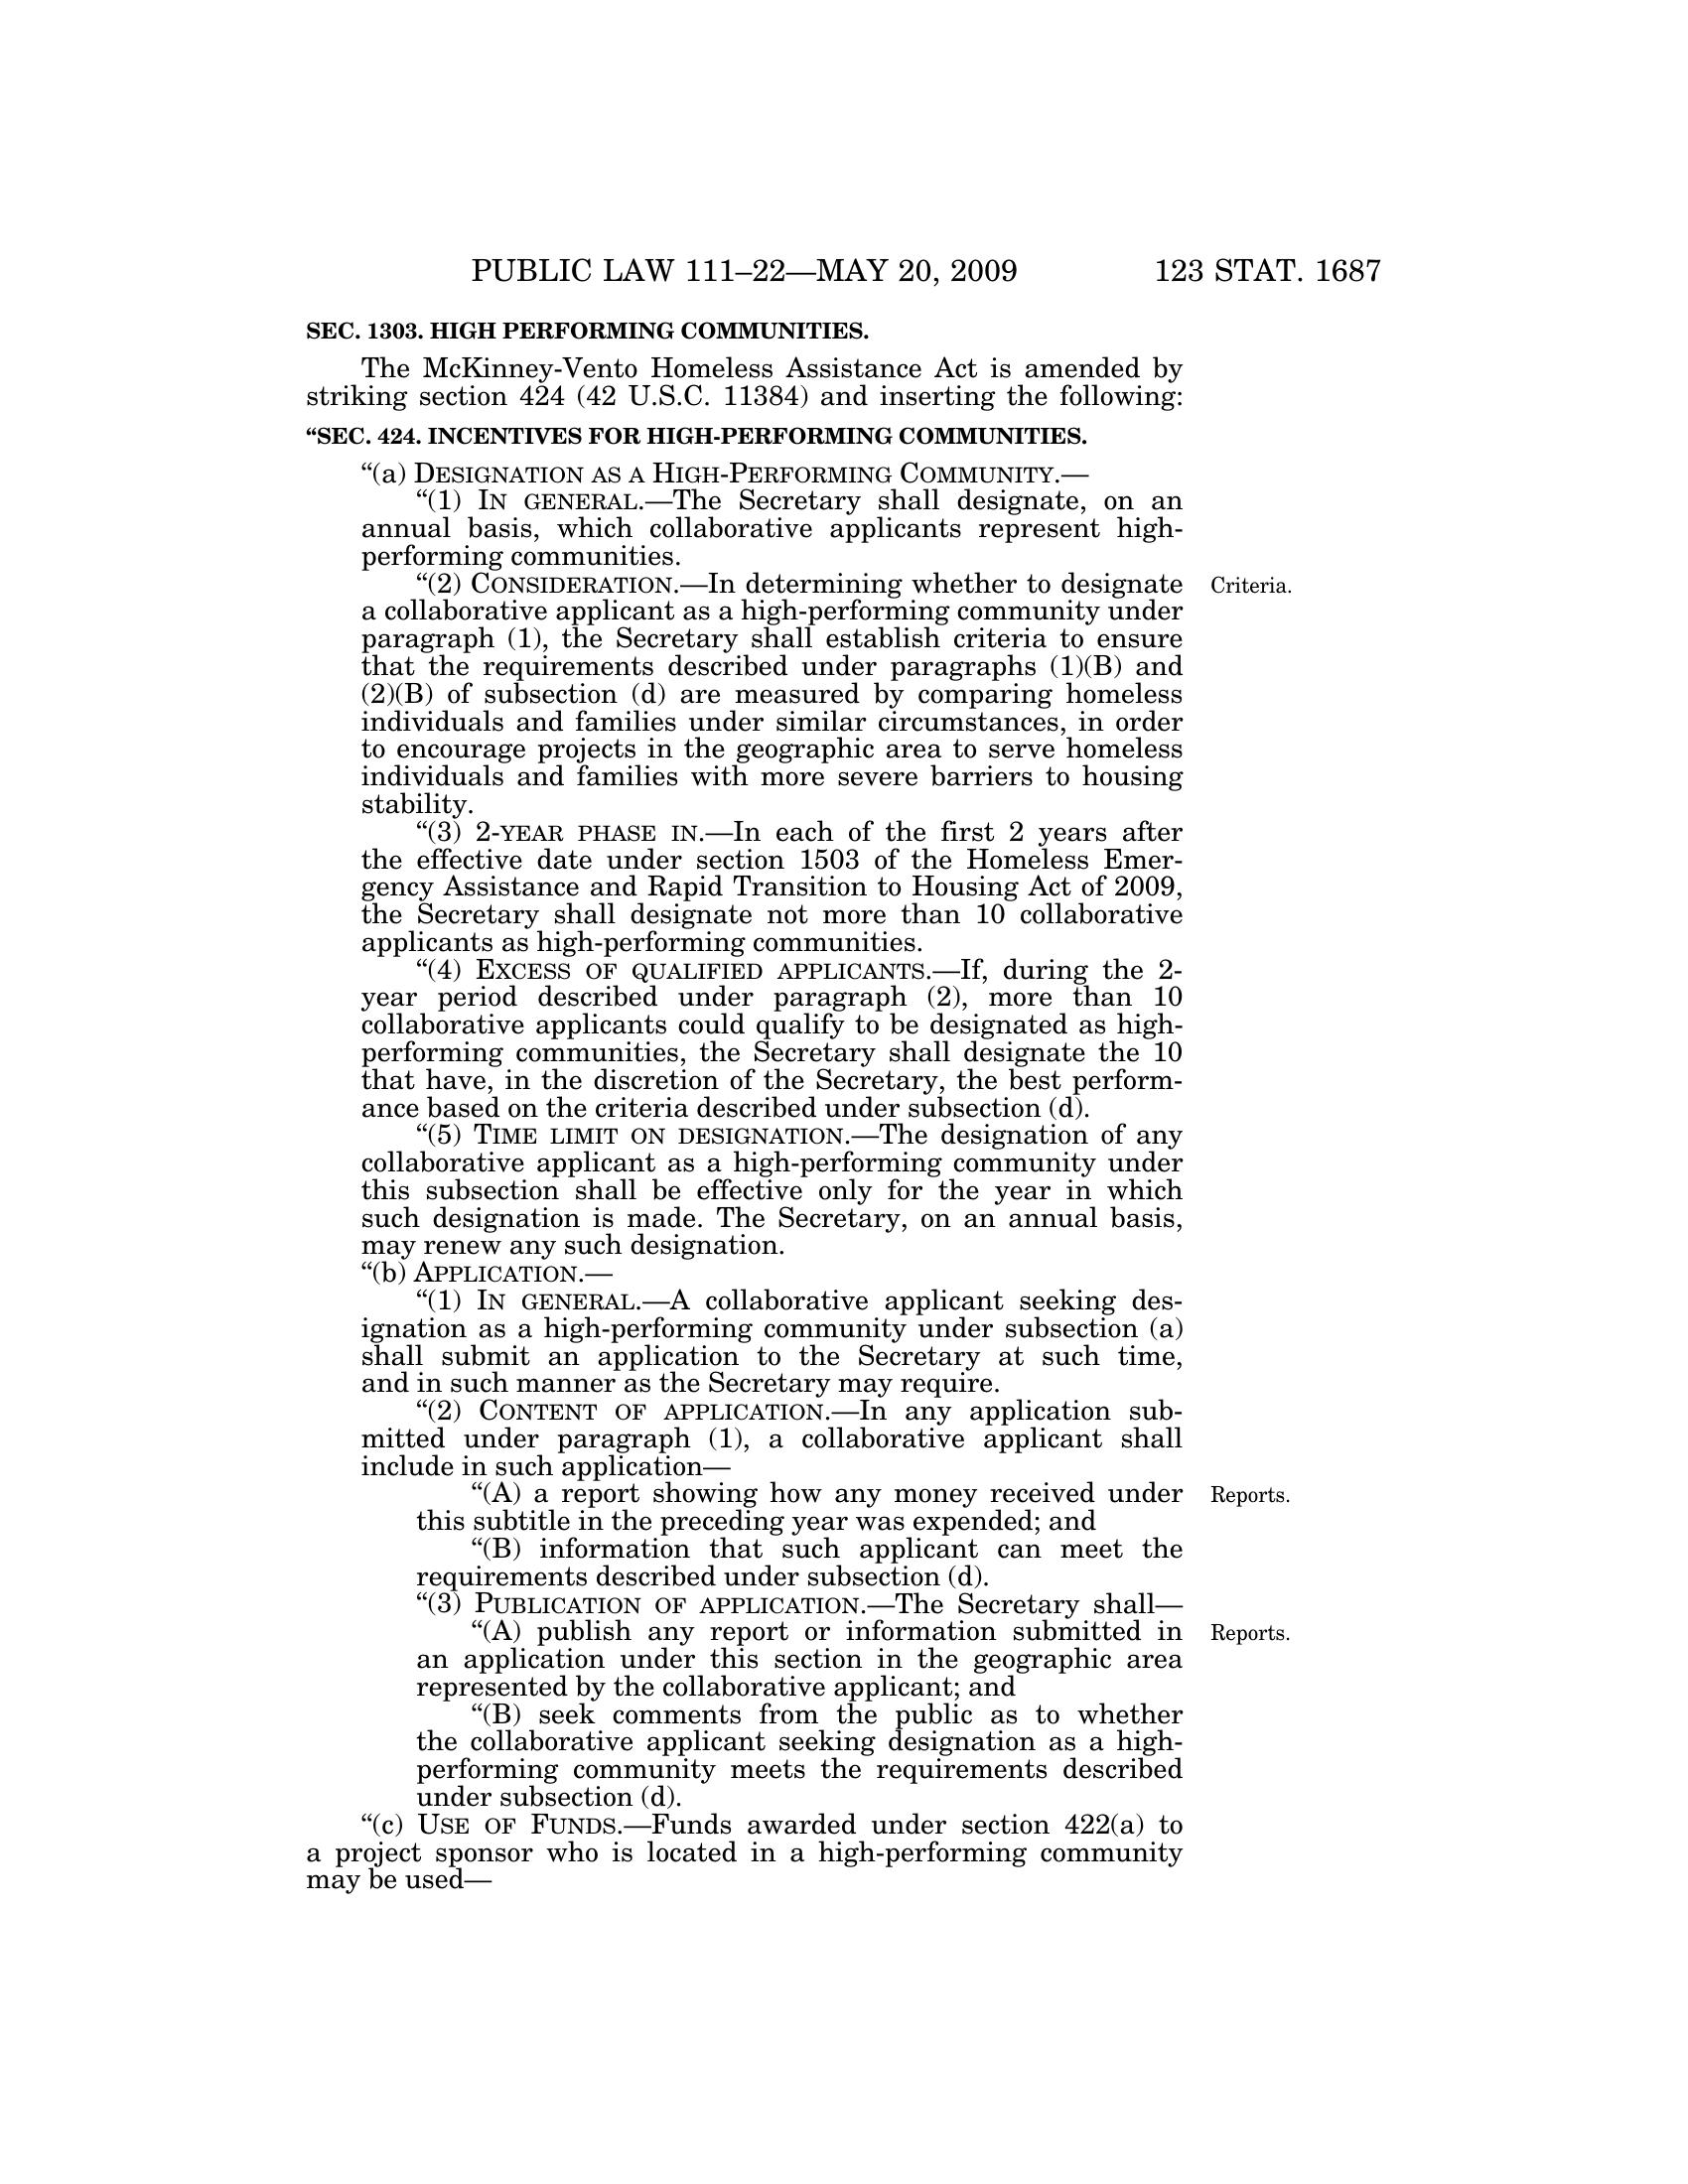 PUBLIC LAW 111–22—MAY 20, 2009 123 STAT. 1687
SEC. 1303. HIGH PERFORMING COMMUNITIES.
The McKinney-Vento Homeless Assistance Act is amended by
striking section 424 (42 U.S.C. 11384) and inserting the following:
“SEC. 424. INCENTIVES FOR HIGH-PERFORMING COMMUNITIES.
“(a) DESIGNATION AS A HIGH-PERFORMING COMMUNITY.—
“(1) IN GENERAL.—The Secretary shall designate, on an
annual basis, which collaborative applicants represent high-
performing communities.
“(2) CONSIDERATION.—In determining whether to designate Criteria.
a collaborative applicant as a high-performing community under
paragraph (1), the Secretary shall establish criteria to ensure
that the requirements described under paragraphs (1)(B) and
(2)(B) of subsection (d) are measured by comparing homeless
individuals and families under similar circumstances, in order
to encourage projects in the geographic area to serve homeless
individuals and families with more severe barriers to housing
stability.
“(3) 2-YEAR PHASE IN.—In each of the first 2 years after
the effective date under section 1503 of the Homeless Emer-
gency Assistance and Rapid Transition to Housing Act of 2009,
the Secretary shall designate not more than 10 collaborative
applicants as high-performing communities.
“(4) EXCESS OF QUALIFIED APPLICANTS.—If, during the 2-
year period described under paragraph (2), more than 10
collaborative applicants could qualify to be designated as high-
performing communities, the Secretary shall designate the 10
that have, in the discretion of the Secretary, the best perform-
ance based on the criteria described under subsection (d).
“(5) TIME LIMIT ON DESIGNATION.—The designation of any
collaborative applicant as a high-performing community under
this subsection shall be effective only for the year in which
such designation is made. The Secretary, on an annual basis,
may renew any such designation.
“(b) APPLICATION.—
“(1) IN GENERAL.—A collaborative applicant seeking des-
ignation as a high-performing community under subsection (a)
shall submit an application to the Secretary at such time,
and in such manner as the Secretary may require.
“(2) CONTENT OF APPLICATION.—In any application sub-
mitted under paragraph (1), a collaborative applicant shall
include in such application—
“(A) a report showing how any money received under Reports.
this subtitle in the preceding year was expended; and
“(B) information that such applicant can meet the
requirements described under subsection (d).
“(3) PUBLICATION OF APPLICATION.—The Secretary shall—
“(A) publish any report or information submitted in Reports.
an application under this section in the geographic area
represented by the collaborative applicant; and
“(B) seek comments from the public as to whether
the collaborative applicant seeking designation as a high-
performing community meets the requirements described
under subsection (d).
“(c) USE OF FUNDS.—Funds awarded under section 422(a) to
a project sponsor who is located in a high-performing community
may be used—